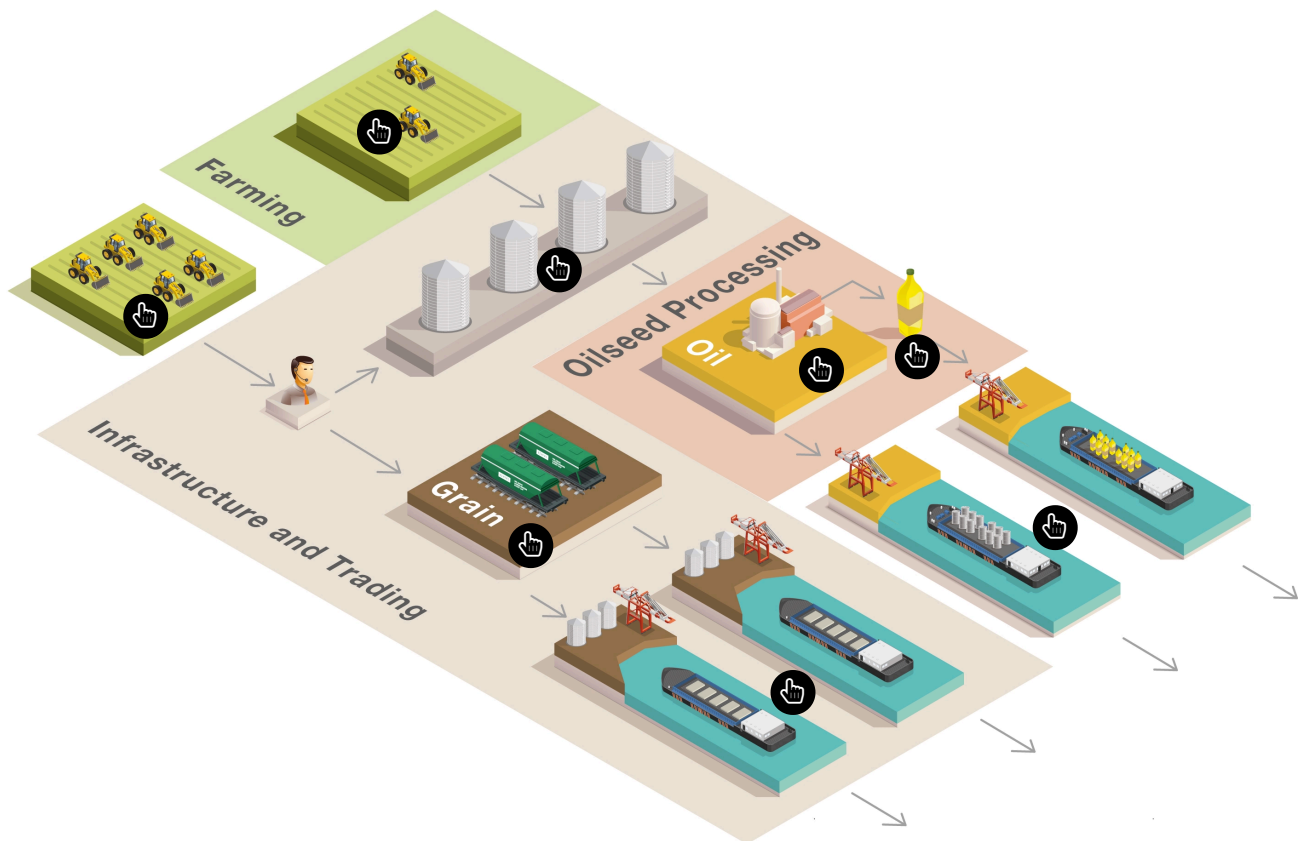 Farming
Oilseed Processing
Oil
Infrastructure and Trading
Grain